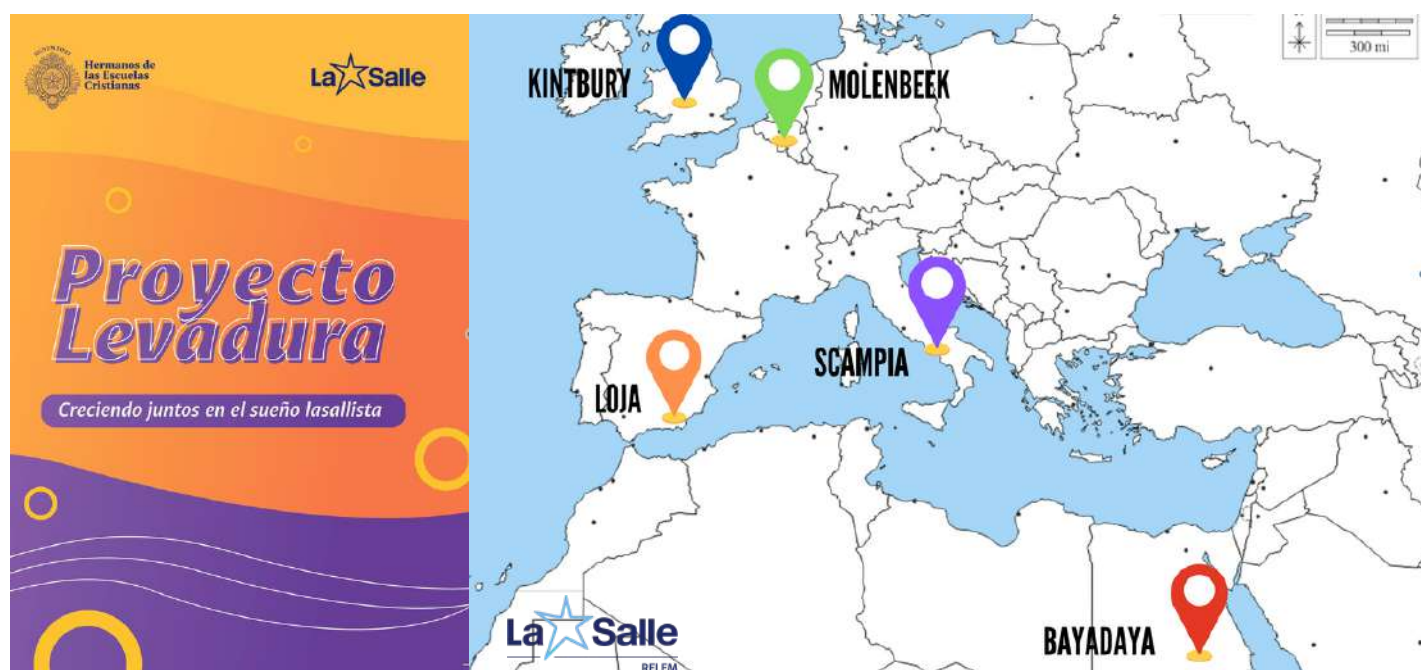 Hermanos de
las Escuelas
Cristianas
La Salle
Proyecto
Levadura
Creciendo juntos en el sueño lasallista
KINTBURY
MOLENBEEK
300 mi
SCAMPIA
LOJA
BAYADAYA
La Salle
RELEM